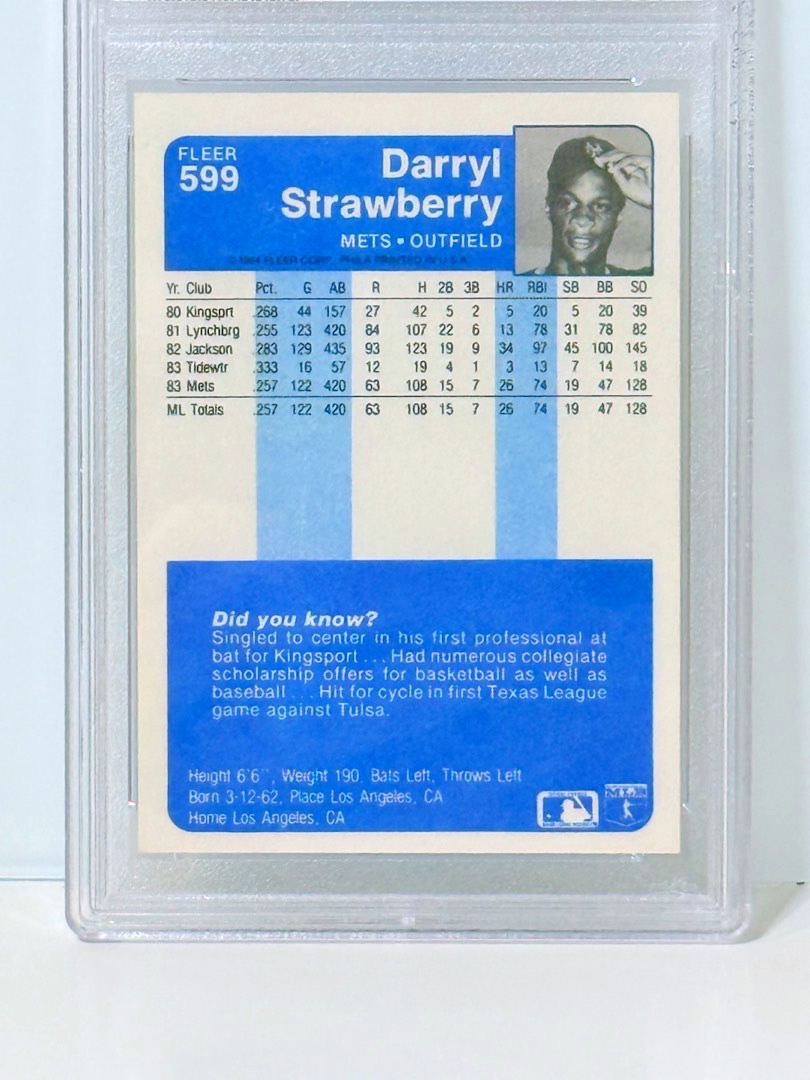 FLEER
599
Darryl
Strawberry
METS • OUTFIELD
© 1984 FLEER CORP. PHILA PRINTED IN U.S.A.
Yr. Club Pct. G AB R H 2B 3B HR RBI SB BB SO
80 Kingsprt .268 44 157 27 42 5 2 5 20 5 20 39
81 Lynchbrg .255 123 420 84 107 22 6 13 78 31 78 82
82 Jackson .283 129 435 93 123 19 9 34 97 45 100 145
83 Tidewtr .333 16 57 12 19 4 1 3 13 7 14 18
83 Mets .257 122 420 63 108 15 7 26 74 19 47 128
ML Totals .257 122 420 63 108 15 7 26 74 19 47 128
Did you know?
Singled to center in his first professional at
bat for Kingsport . . . Had numerous collegiate
scholarship offers for basketball as well as
baseball . . . Hit for cycle in first Texas League
game against Tulsa.
Height 6'6'', Weight 190, Bats Left, Throws Left
Born 3-12-62, Place Los Angeles, CA
Home Los Angeles, CA